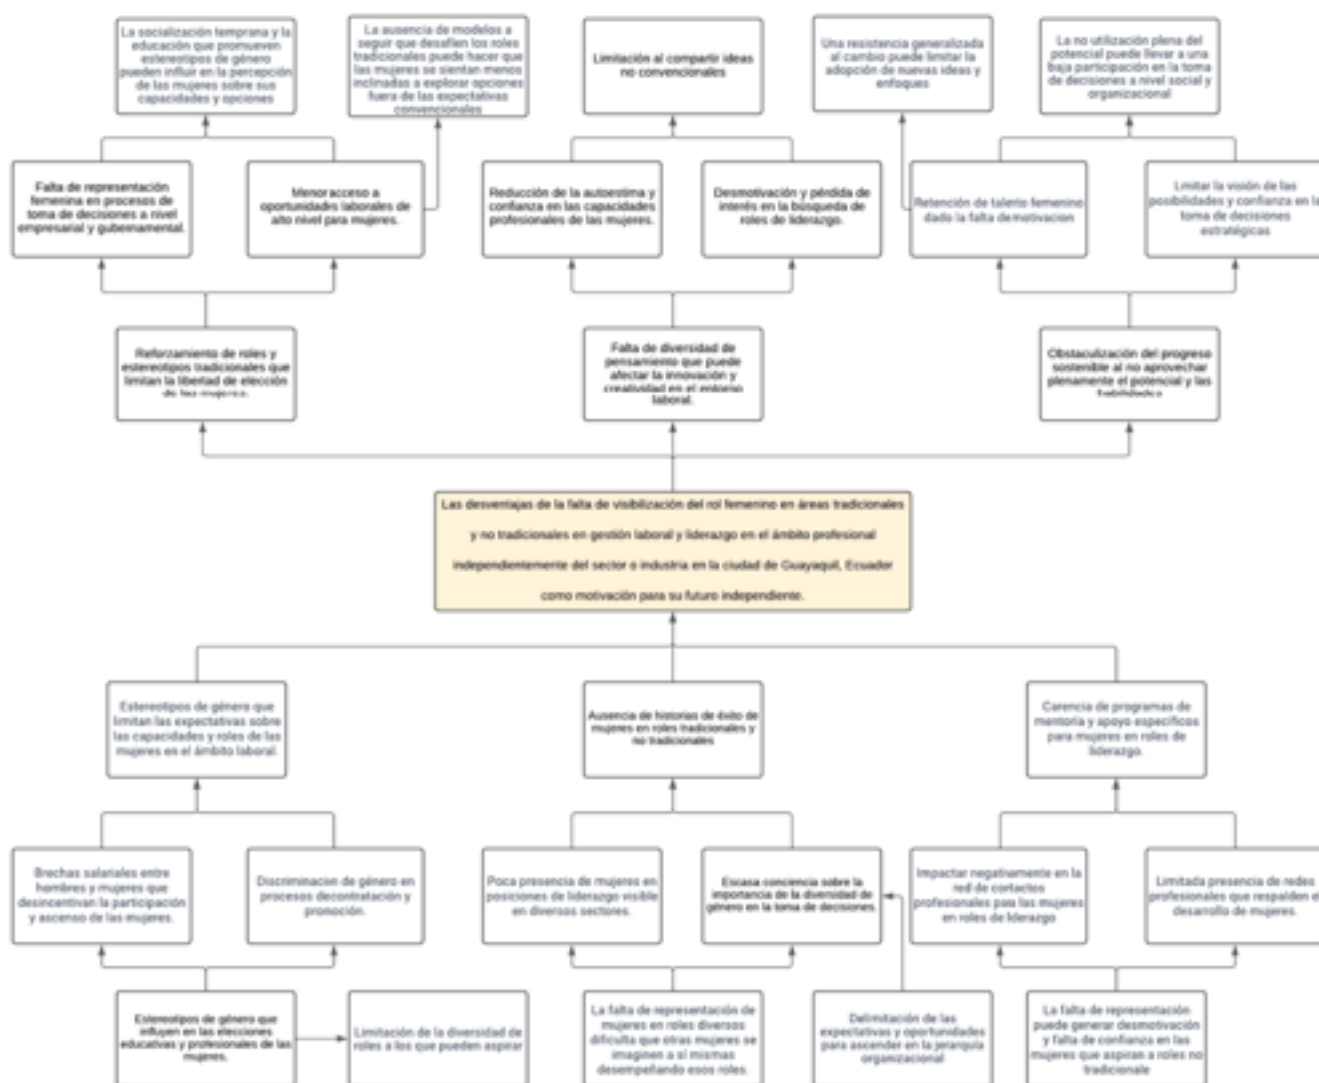 La socialización temprana y la
educación que promueven
estereotipos de género
pueden influir en la percepción
de las mujeres sobre sus
capacidades y opciones
La ausencia de modelos a
seguir que desafíen los roles
tradicionales puede hacer que
las mujeres se sientan menos
inclinadas a explorar opciones
fuera de las expectativas
convencionales
Limitación al compartir ideas
no convencionales
Una resistencia generalizada
al cambio puede limitar la
adopción de nuevas ideas y
enfoques
La no utilización plena del
potencial puede llevar a una
baja participación en la toma
de decisiones a nivel social y
organizacional
Falta de representación
femenina en procesos de
toma de decisiones a nivel
empresarial y gubernamental.
Menor acceso a
oportunidades laborales de
alto nivel para mujeres.
Reducción de la autoestima y
confianza en las capacidades
profesionales de las mujeres.
Desmotivación y pérdida de
interés en la búsqueda de
roles de liderazgo.
Retención de talento femenino
dado la falta demotivacion
Lmitar la visión de las
posibilidades y confianza en la
toma de decisiones
estratégicas
Reforzamiento de roles y
estereotipos tradicionales que
limitan la libertad de elección
de las mujeres.
Falta de diversidad de
pensamiento que puede
afectar la innovación y
creatividad en el entorno
laboral.
Obstaculización del progreso
sostenible al no aprovechar
plenamente el potencial y las
habilidades
Las desventajas de la falta de visibilización del rol femenino en áreas tradicionales
y no tradicionales en gestión laboral y liderazgo en el ámbito profesional
independientemente del sector o industria en la ciudad de Guayaquil, Ecuador
como motivación para su futuro independiente.
Estereotipos de género que
limitan las expectativas sobre
las capacidades y roles de las
mujeres en el ámbito laboral.
Ausencia de historias de éxito de
mujeres en roles tradicionales y
no tradicionales
Carencia de programas de
mentoría y apoyo específicos
para mujeres en roles de
liderazgo.
Brechas salariales entre
hombres y mujeres que
desincentivan la participación
y ascenso de las mujeres.
Discriminacion de género en
procesos decontratación y
promoción.
Poca presencia de mujeres en
posiciones de liderazgo visible
en diversos sectores.
Escasa conciencia sobre la
importancia de la diversidad de
género en la toma de decisiones.
Impactar negativamente en la
red de contactos
profesionales para las mujeres
en roles de liderazgo
Limitada presencia de redes
profesionales que respalden el
desarrollo de mujeres.
Estereotipos de género que
influyen en las elecciones
educativas y profesionales de las
mujeres.
Limitación de la diversidad de
roles a los que pueden aspirar
La falta de representación de
mujeres en roles diversos
dificulta que otras mujeres se
imaginen a sí mismas
desempeñando esos roles.
Delimitación de las
expectativas y oportunidades
para ascender en la jerarquía
organizacional
La falta de representación
puede generar desmotivación
y falta de confianza en las
mujeres que aspiran a roles no
tradicionale